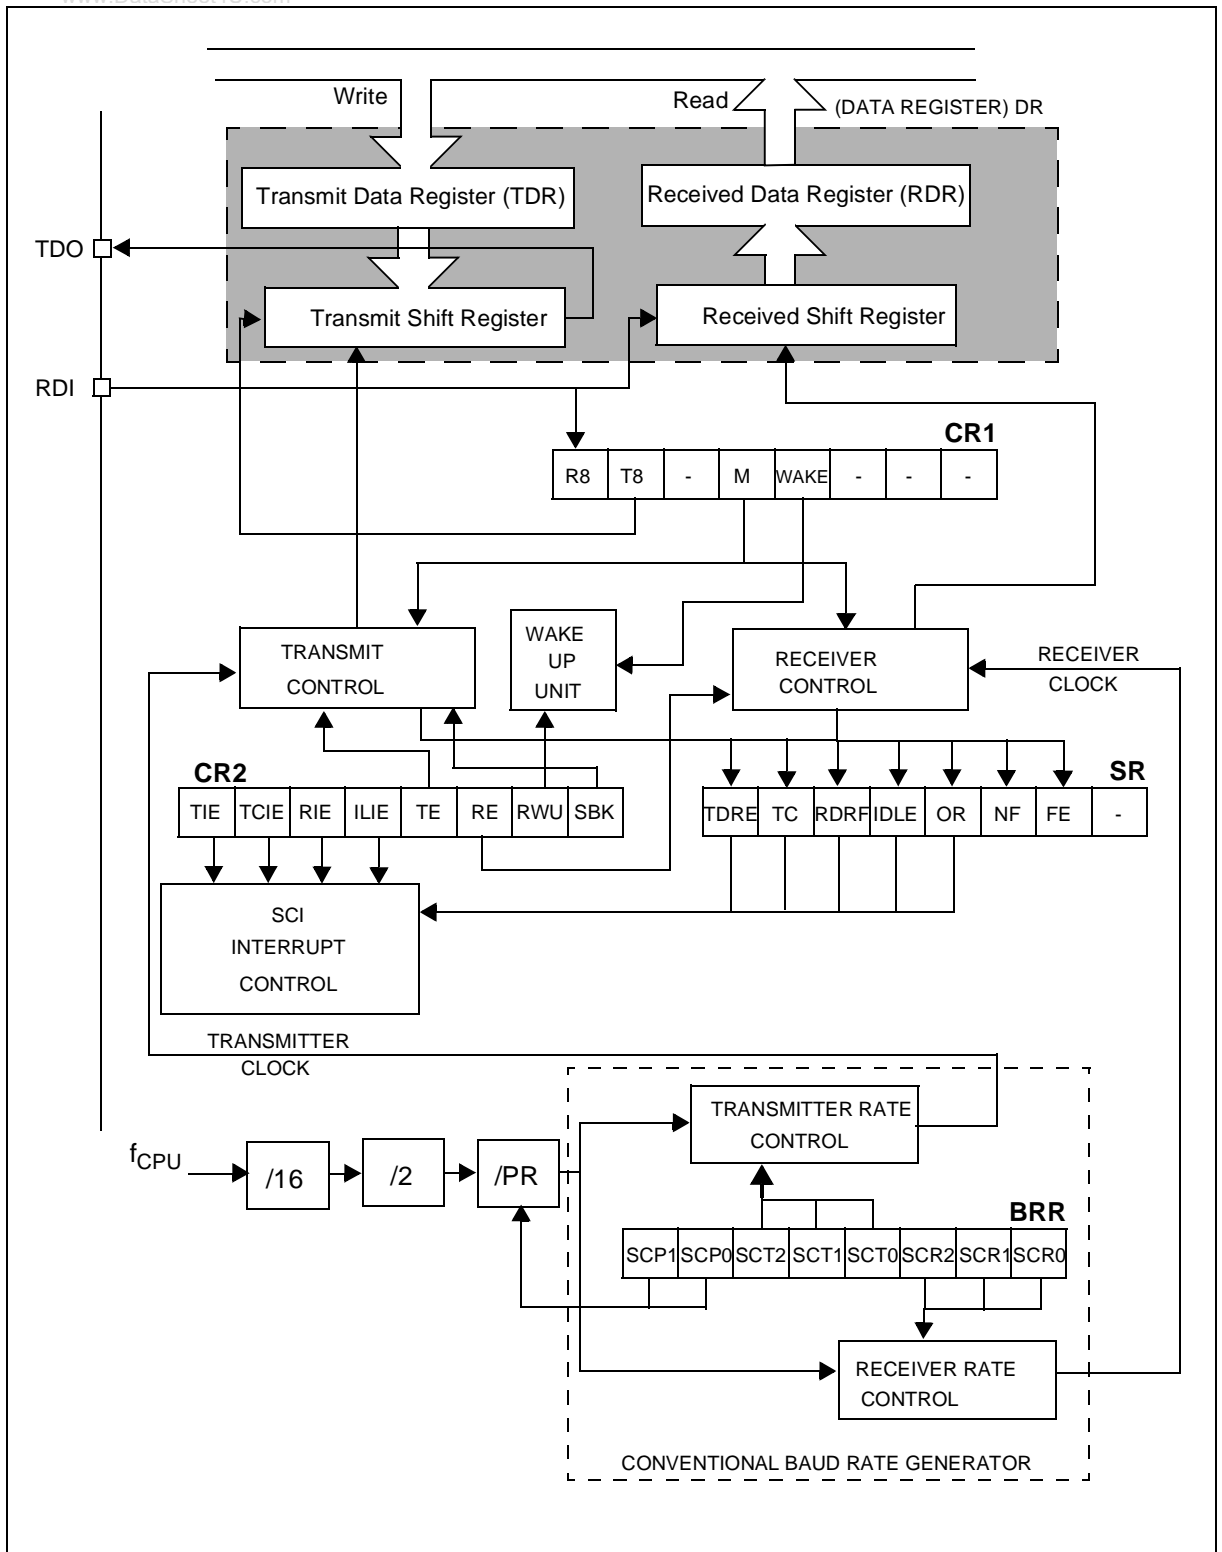 www.DataSheet4U.com
Write
Read
(DATA REGISTER) DR
Transmit Data Register (TDR)
Received Data Register (RDR)
TDO
Transmit Shift Register
Received Shift Register
RDI
CR1
R8 T8 - M WAKE - - -
TRANSMIT
CONTROL
WAKE
UP
UNIT
RECEIVER
CONTROL
RECEIVER
CLOCK
CR2
TIE TCIE RIE ILIE TE RE RWU SBK
SR
TDRE TC RDRF IDLE OR NF FE -
SCI
INTERRUPT
CONTROL
TRANSMITTER
CLOCK
TRANSMITTER RATE
CONTROL
fCPU
/16
/2
/PR
BRR
SCP1 SCP0 SCT2 SCT1 SCT0 SCR2 SCR1 SCR0
RECEIVER RATE
CONTROL
CONVENTIONAL BAUD RATE GENERATOR